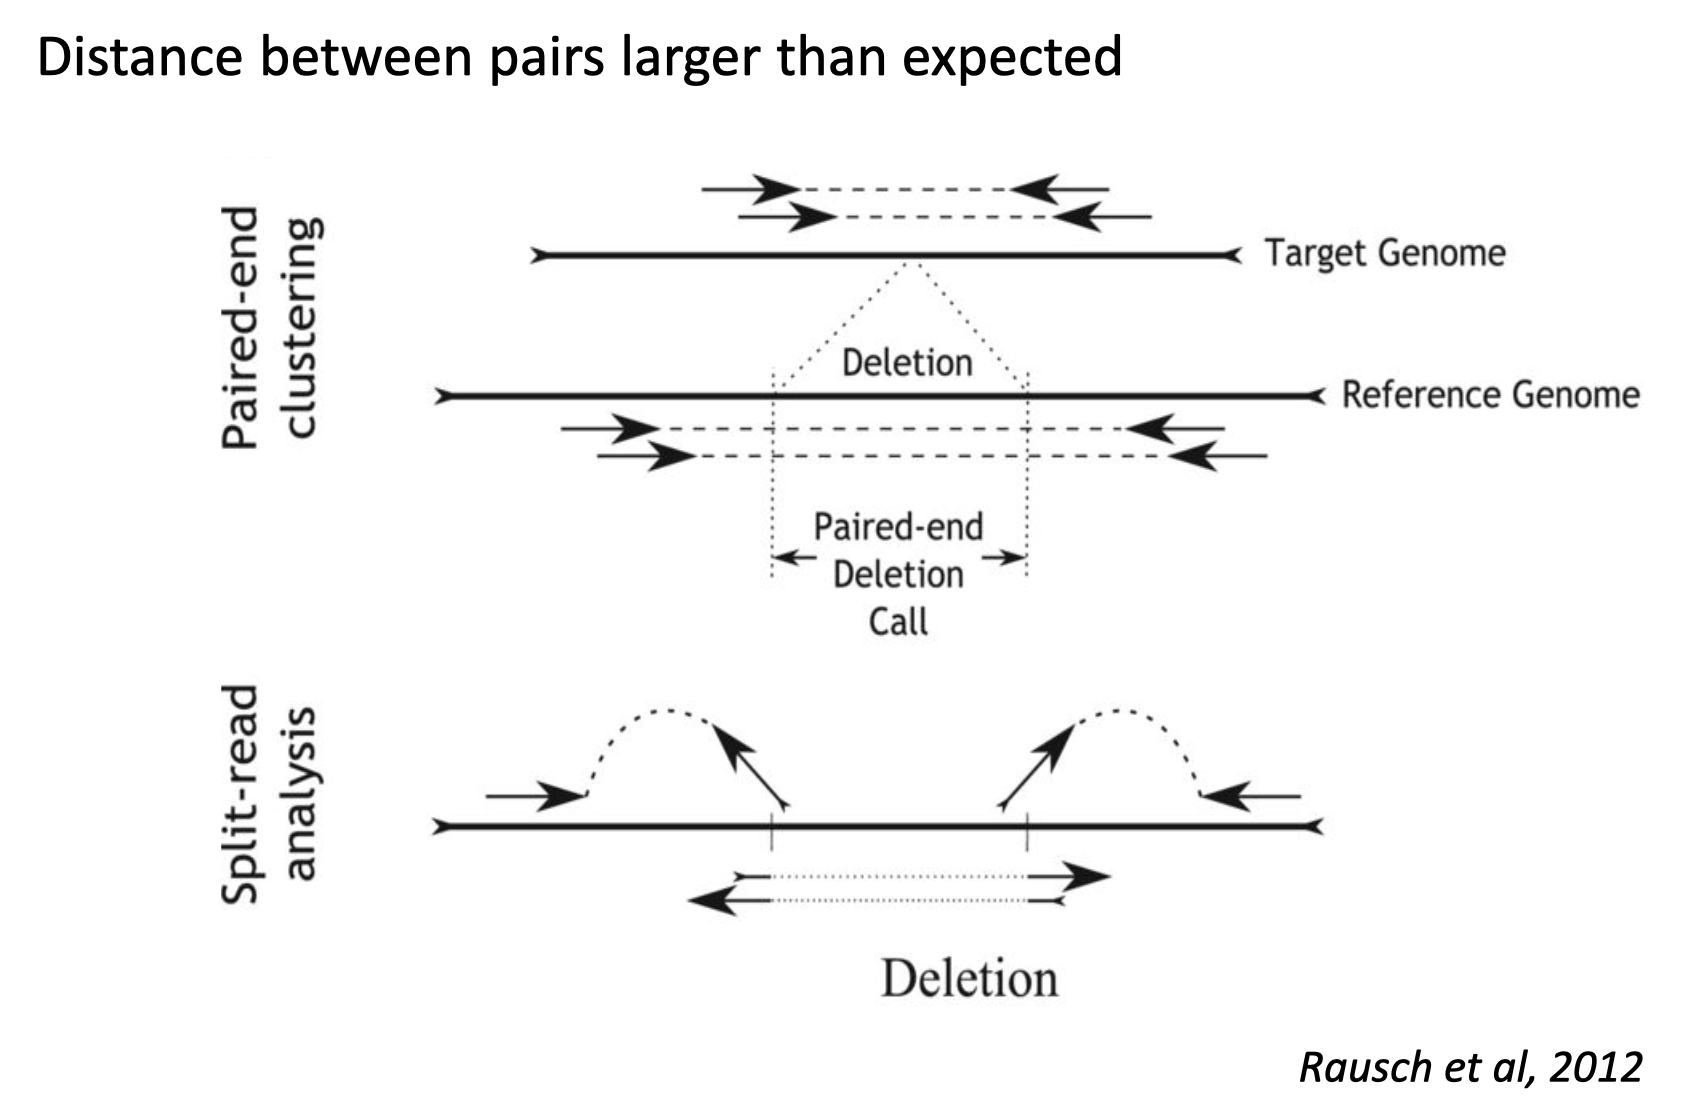 Distance between pairs larger than expected
Paired-end
clustering
Target Genome
Deletion
Reference Genome
Paired-end
Deletion
Call
Split-read
analysis
Deletion
Rausch et al, 2012